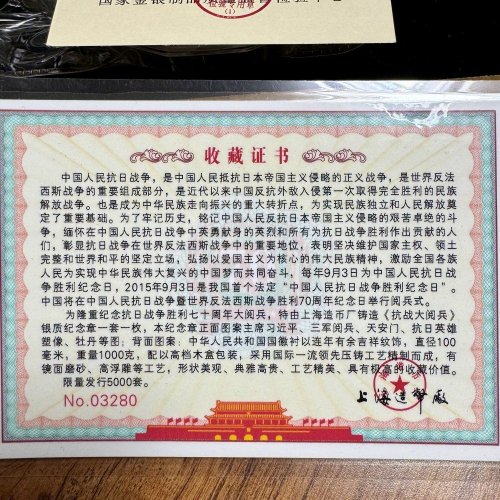 国家金银制品质量监督检验中心
检验专用章
(1)
收藏证书
中国人民抗日战争，是中国人民抵抗日本帝国主义侵略的正义战争，是世界反法
西斯战争的重要组成部分，是近代以来中国反抗外敌入侵第一次取得完全胜利的民族
解放战争。也是成为中华民族走向振兴的重大转折点，为实现民族独立和人民解放奠
定了重要基础。为了牢记历史，铭记中国人民反抗日本帝国主义侵略的艰苦卓绝的斗
争，缅怀在中国人民抗日战争中英勇献身的英烈和所有为抗日战争胜利作出贡献的人
们，彰显抗日战争在世界反法西斯战争中的重要地位，表明坚决维护国家主权、领土
完整和世界和平的坚定立场，弘扬以爱国主义为核心的伟大民族精神，激励全国各族
人民为实现中华民族伟大复兴的中国梦而共同奋斗，每年9月3日为中国人民抗日战
争胜利纪念日，2015年9月3日是我国首个法定“中国人民抗日战争胜利纪念日”。
中国将在中国人民抗日战争暨世界反法西斯战争胜利70周年纪念日举行阅兵式。
为隆重纪念抗日战争胜利七十周年大阅兵，特由上海造币厂铸造《抗战大阅兵》
银质纪念章一套一枚，本纪念章正面图案主席习近平、三军阅兵、天安门、抗日英雄
塑像、牡丹等图；背面图案：中华人民共和国国徽衬以连年有余吉祥纹饰，直径100
毫米，重量1000克，配以高档木盒包装，采用国际一流领先压铸工艺精制而成，有
镜面磨砂、高浮雕等工艺，形状美观、典雅高贵、工艺精美、具有极高的收藏价值。
限量发行5000套。
No.03280
上海造幣廠